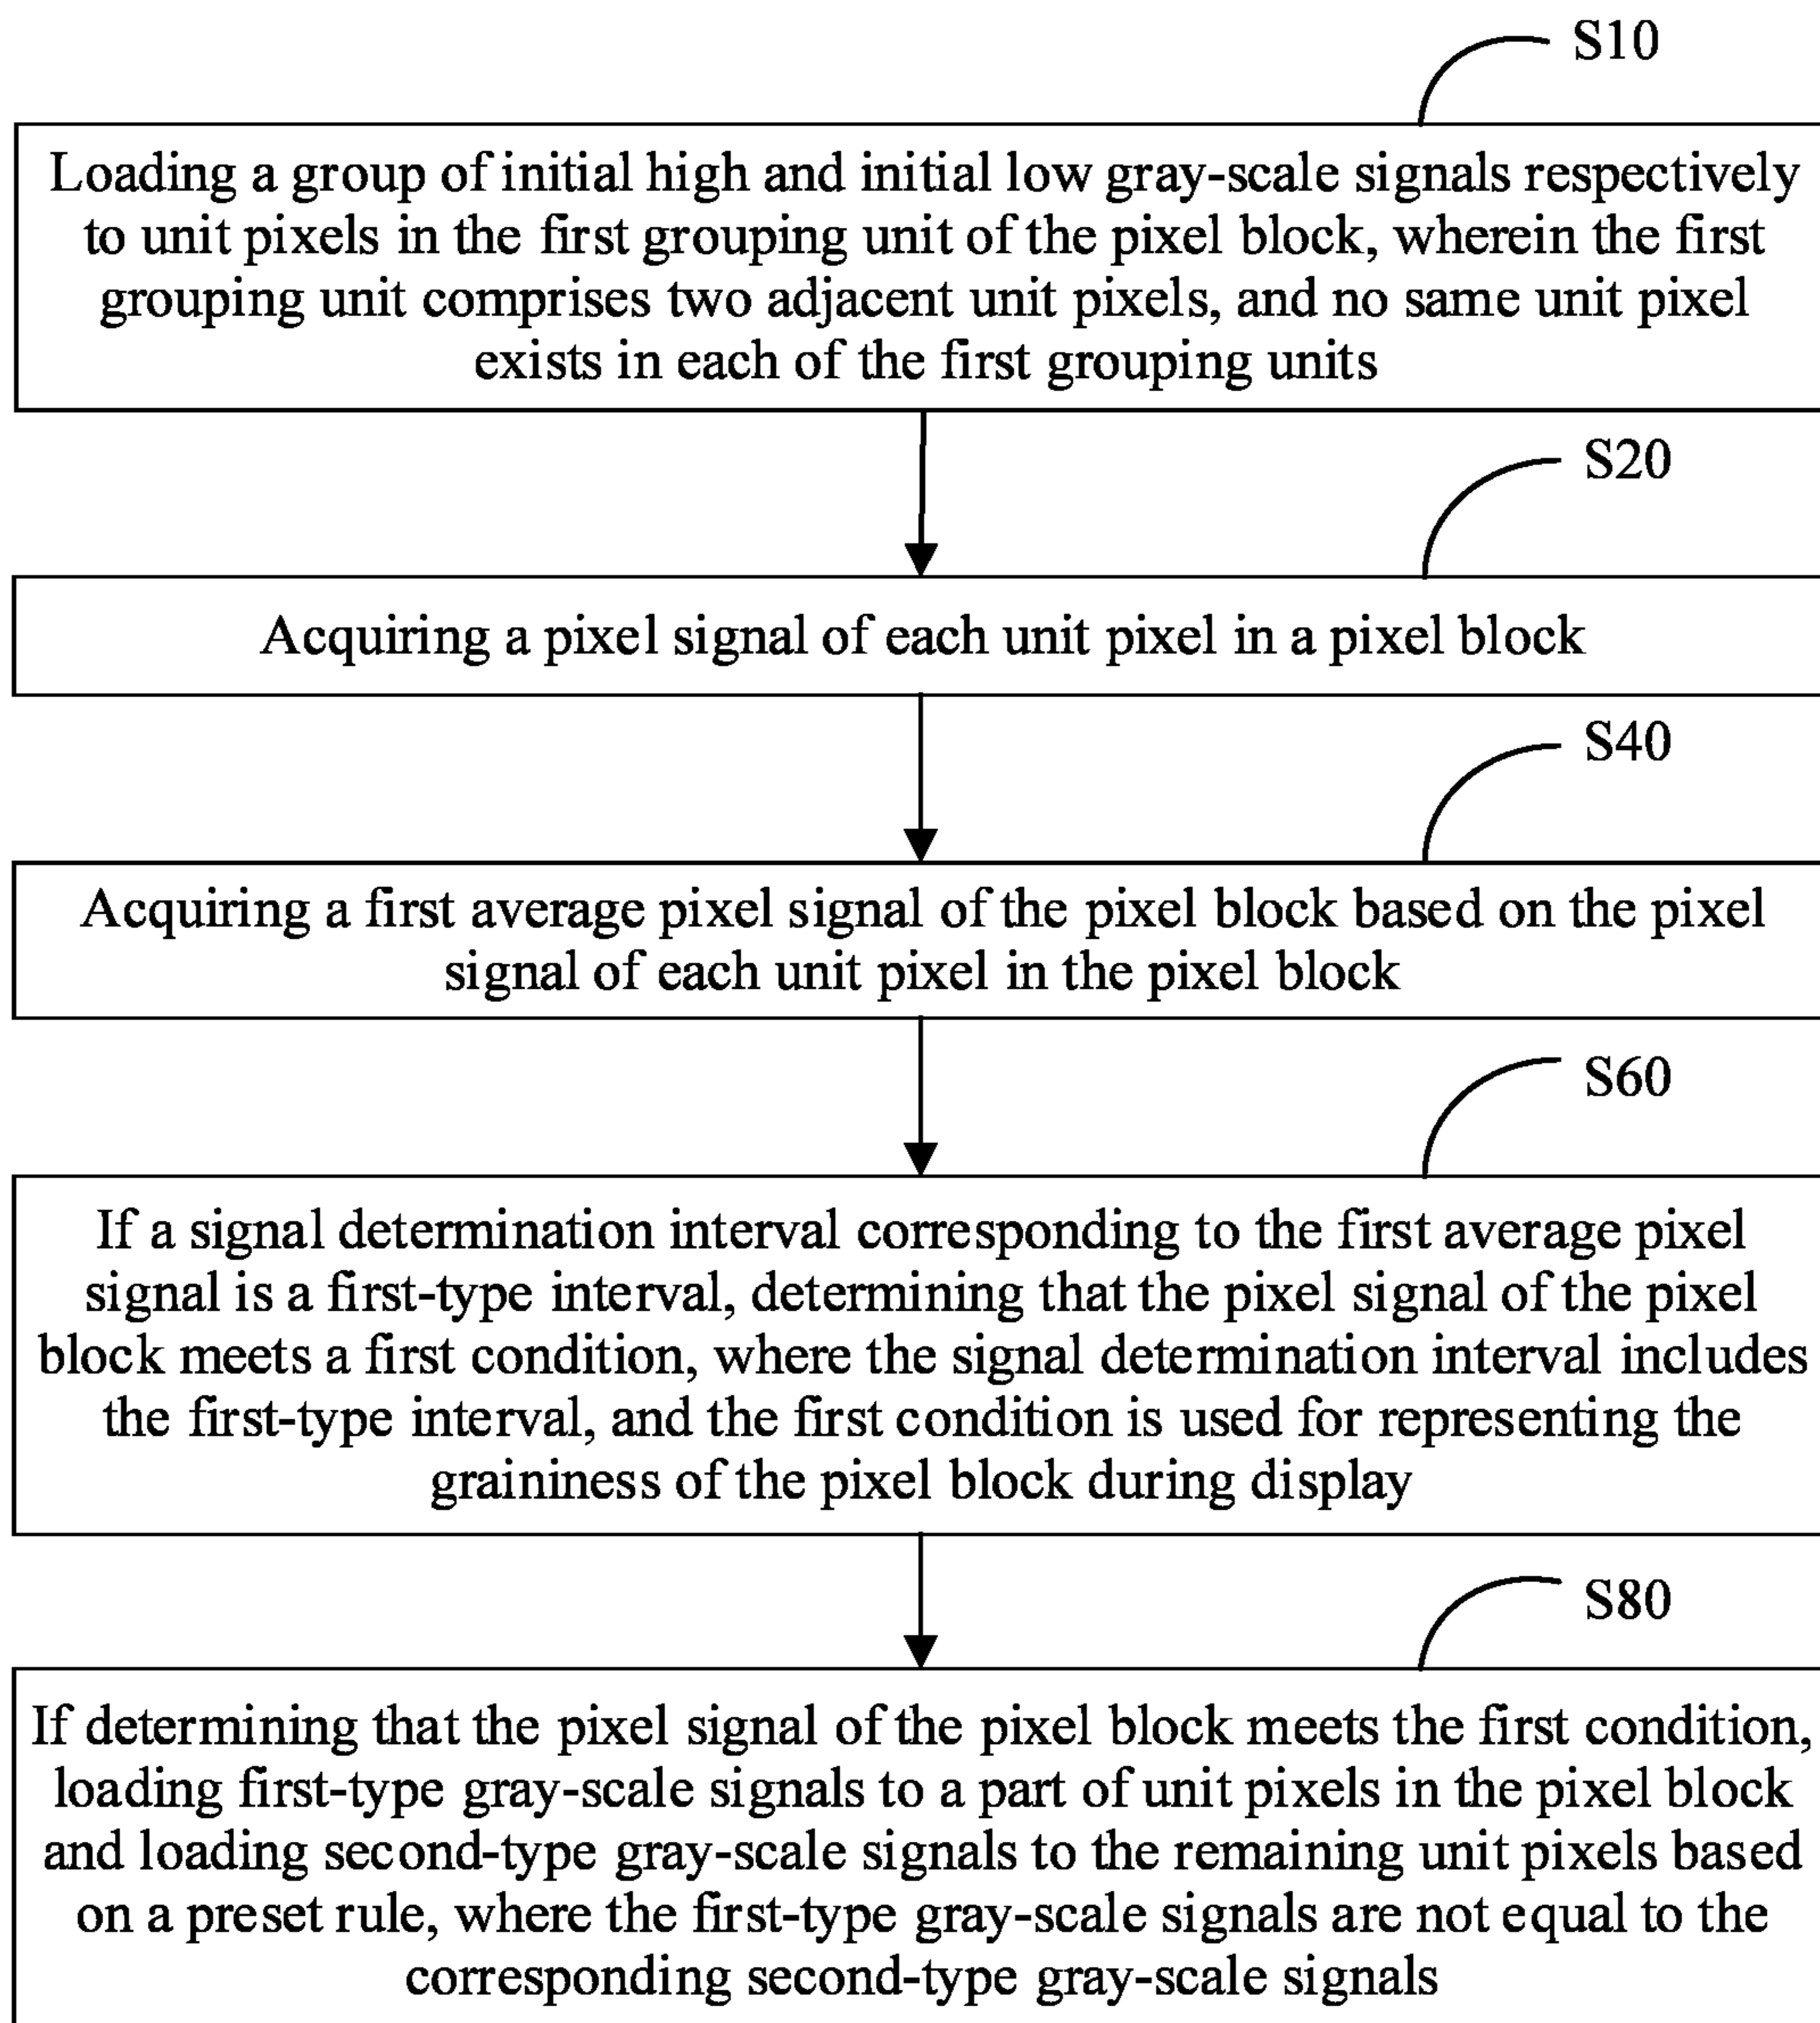 S10
Loading a group of initial high and initial low gray-scale signals respectively
to unit pixels in the first grouping unit of the pixel block, wherein the first
grouping unit comprises two adjacent unit pixels, and no same unit pixel
exists in each of the first grouping units
S20
Acquiring a pixel signal of each unit pixel in a pixel block
S40
Acquiring a first average pixel signal of the pixel block based on the pixel
signal of each unit pixel in the pixel block
S60
If a signal determination interval corresponding to the first average pixel
signal is a first-type interval, determining that the pixel signal of the pixel
block meets a first condition, where the signal determination interval includes
the first-type interval, and the first condition is used for representing the
graininess of the pixel block during display
S80
If determining that the pixel signal of the pixel block meets the first condition,
loading first-type gray-scale signals to a part of unit pixels in the pixel block
and loading second-type gray-scale signals to the remaining unit pixels based
on a preset rule, where the first-type gray-scale signals are not equal to the
corresponding second-type gray-scale signals